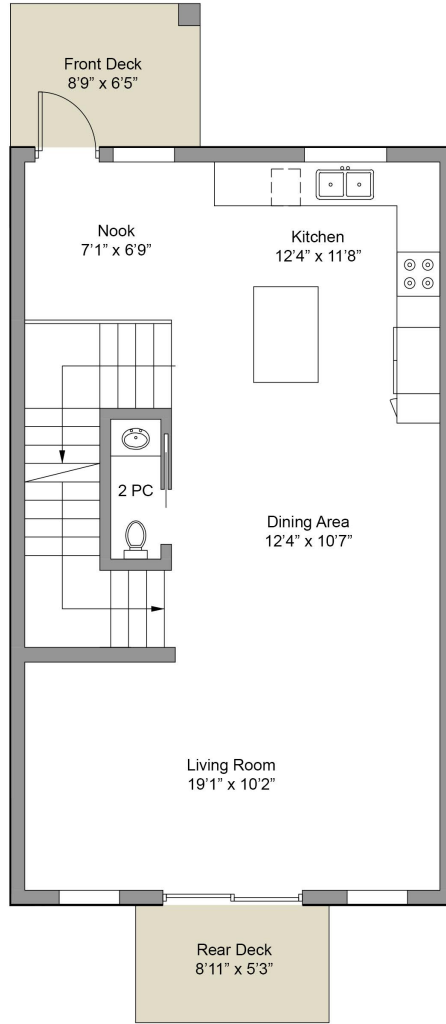 Front Deck
8’9” x 6’5”
Nook
7’1” x 6’9”
Kitchen
12’4” x 11’8”
2 PC
Dining Area
12’4” x 10’7”
Living Room
19’1” x 10’2”
Rear Deck
8’11” x 5’3”